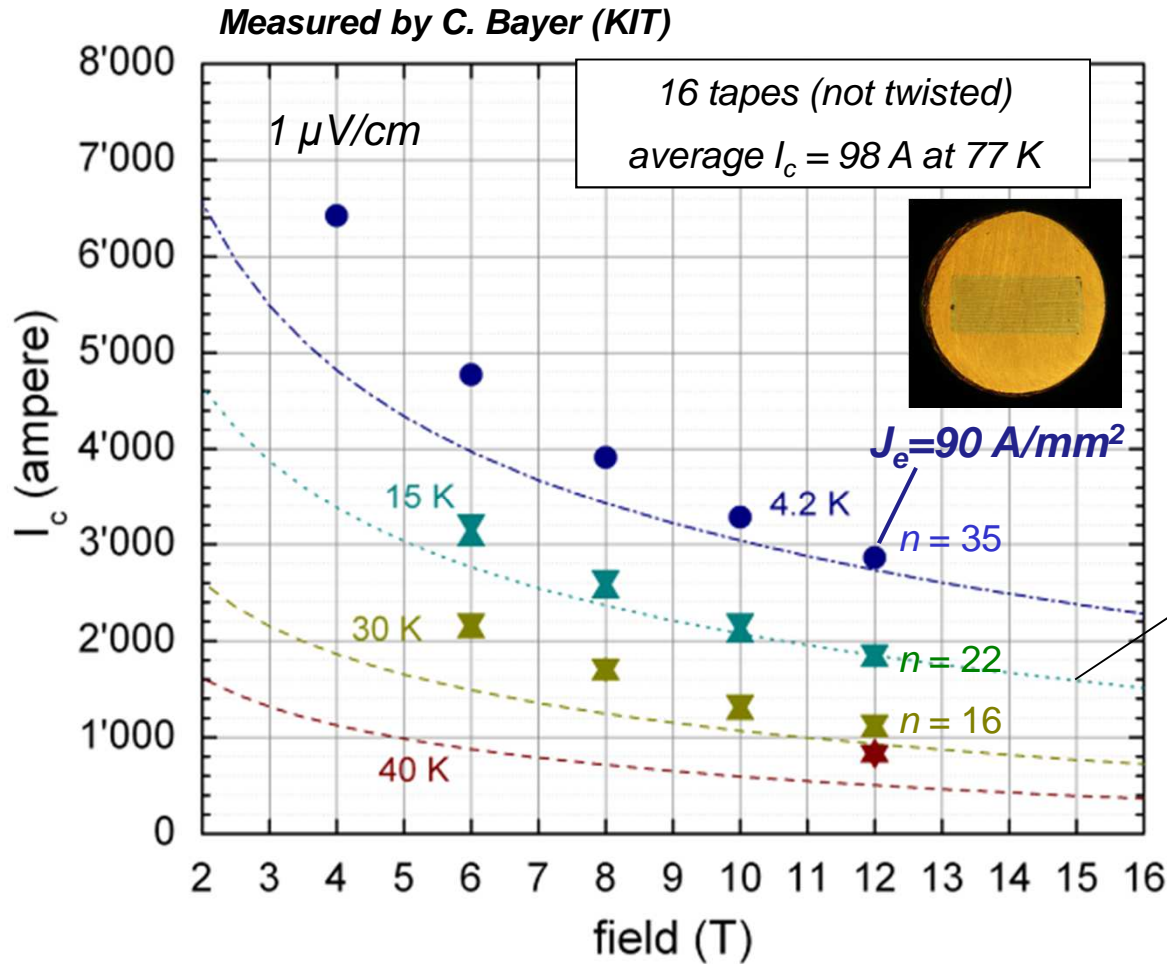 Measured by C. Bayer (KIT)
8'000
7'000
6'000
5'000
4'000
3'000
2'000
1'000
0
I_c (ampere)
1 µV/cm
16 tapes (not twisted)
average I_c = 98 A at 77 K
J_e=90 A/mm²
15 K
4.2 K
n = 35
30 K
n = 22
n = 16
40 K
2 3 4 5 6 7 8 9 10 11 12 13 14 15 16
field (T)